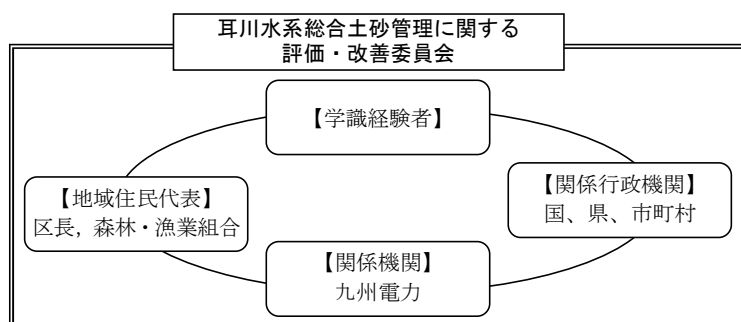 耳川水系総合土砂管理に関する
評価・改善委員会
【学識経験者】
【地域住民代表】
区長，森林・漁業組合
【関係行政機関】
国、県、市町村
【関係機関】
九州電力